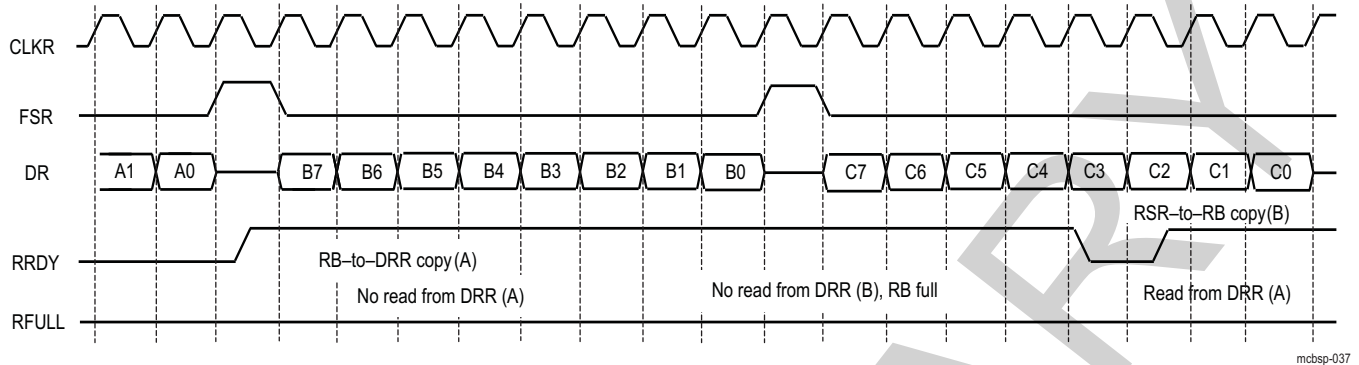 CLKR
FSR
DR A1 A0 B7 B6 B5 B4 B3 B2 B1 B0 C7 C6 C5 C4 C3 C2 C1 C0
RSR–to–RB copy(B)
RRDY RB–to–DRR copy(A)
No read from DRR (A) No read from DRR (B), RB full Read from DRR (A)
RFULL
mcbsp-037